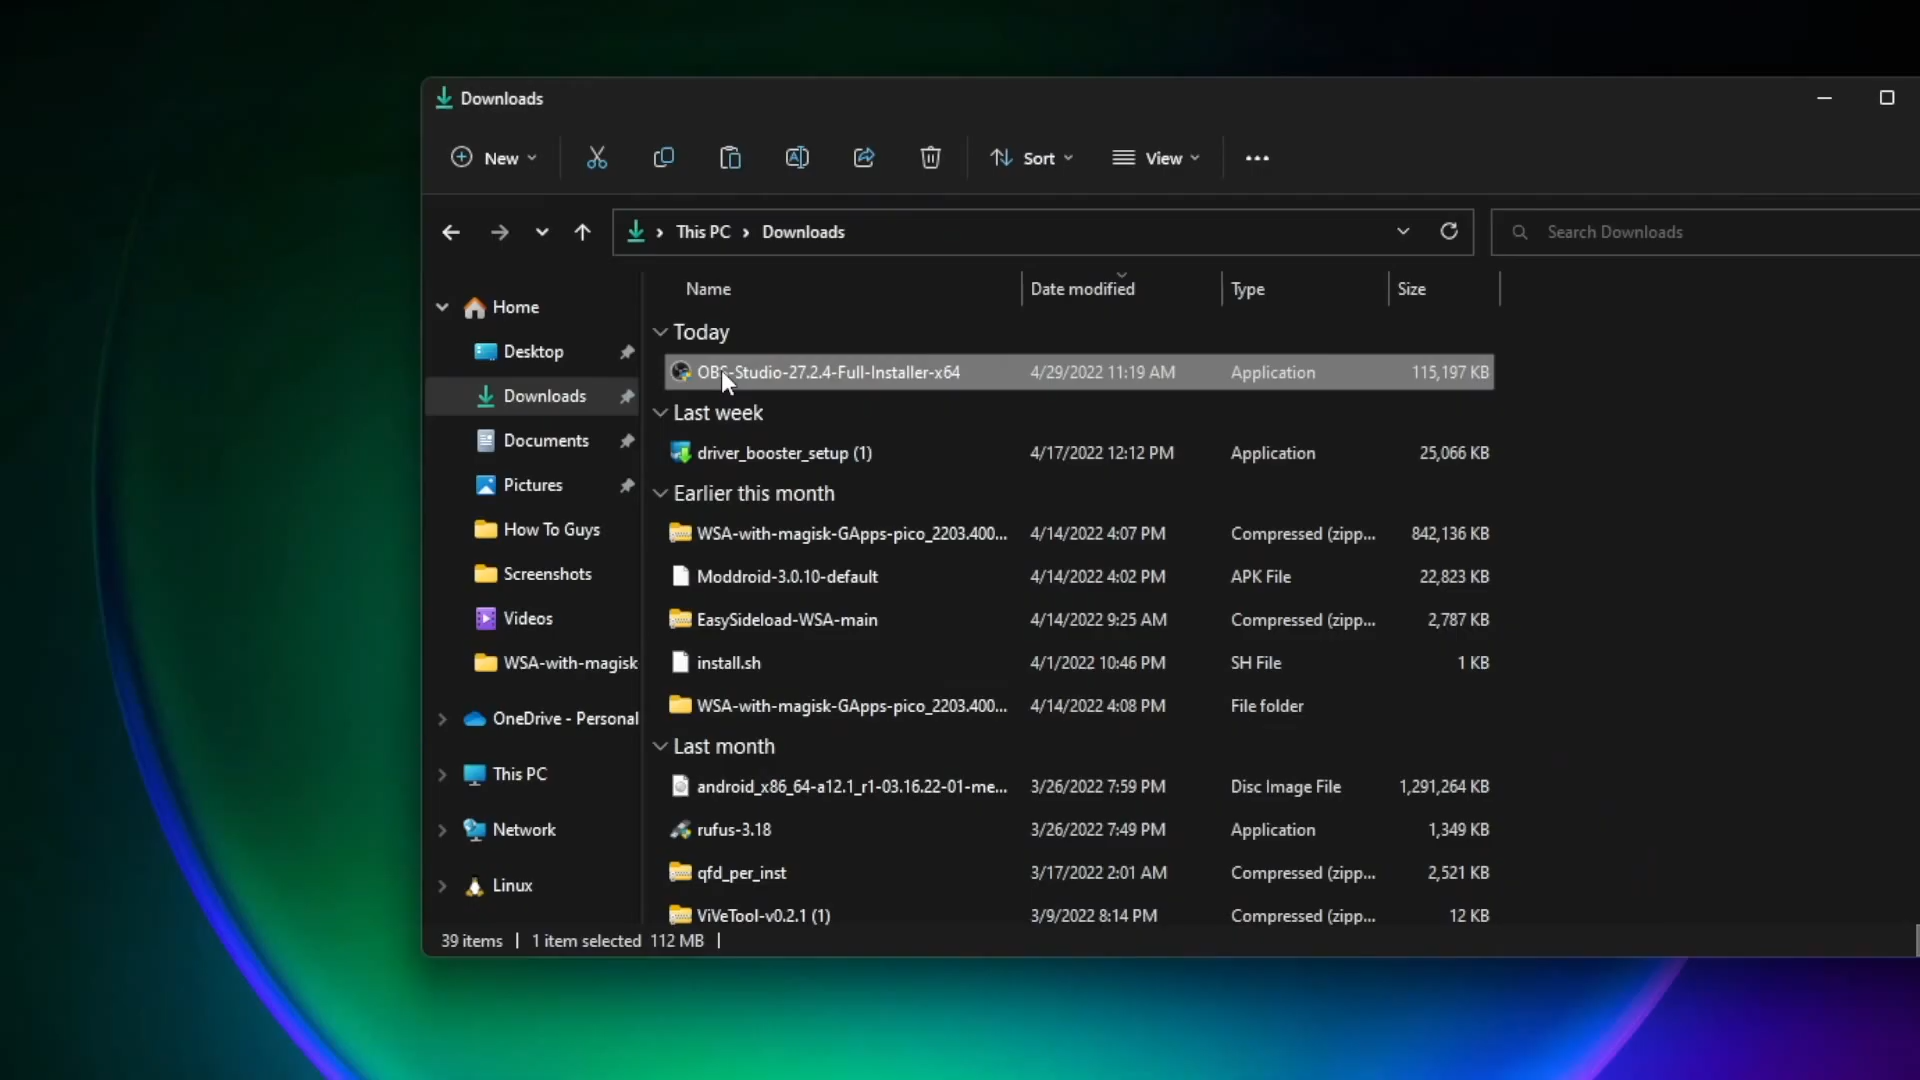 Downloads
New
Sort
View
This PC > Downloads
Search Downloads
Name Date modified Type Size
Home
Desktop
Downloads
Documents
Pictures
How To Guys
Screenshots
Videos
WSA-with-magisk
OneDrive - Personal
This PC
Network
Linux
Today
OBS-Studio-27.2.4-Full-Installer-x64 4/29/2022 11:19 AM Application 115,197 KB
Last week
driver_booster_setup (1) 4/17/2022 12:12 PM Application 25,066 KB
Earlier this month
WSA-with-magisk-GApps-pico_2203.400... 4/14/2022 4:07 PM Compressed (zipp... 842,136 KB
Moddroid-3.0.10-default 4/14/2022 4:02 PM APK File 22,823 KB
EasySideload-WSA-main 4/14/2022 9:25 AM Compressed (zipp... 2,787 KB
install.sh 4/1/2022 10:46 PM SH File 1 KB
WSA-with-magisk-GApps-pico_2203.400... 4/14/2022 4:08 PM File folder
Last month
android_x86_64-a12.1_r1-03.16.22-01-me... 3/26/2022 7:59 PM Disc Image File 1,291,264 KB
rufus-3.18 3/26/2022 7:49 PM Application 1,349 KB
qfd_per_inst 3/17/2022 2:01 AM Compressed (zipp... 2,521 KB
ViVeTool-v0.2.1 (1) 3/9/2022 8:14 PM Compressed (zipp... 12 KB
39 items | 1 item selected 112 MB |